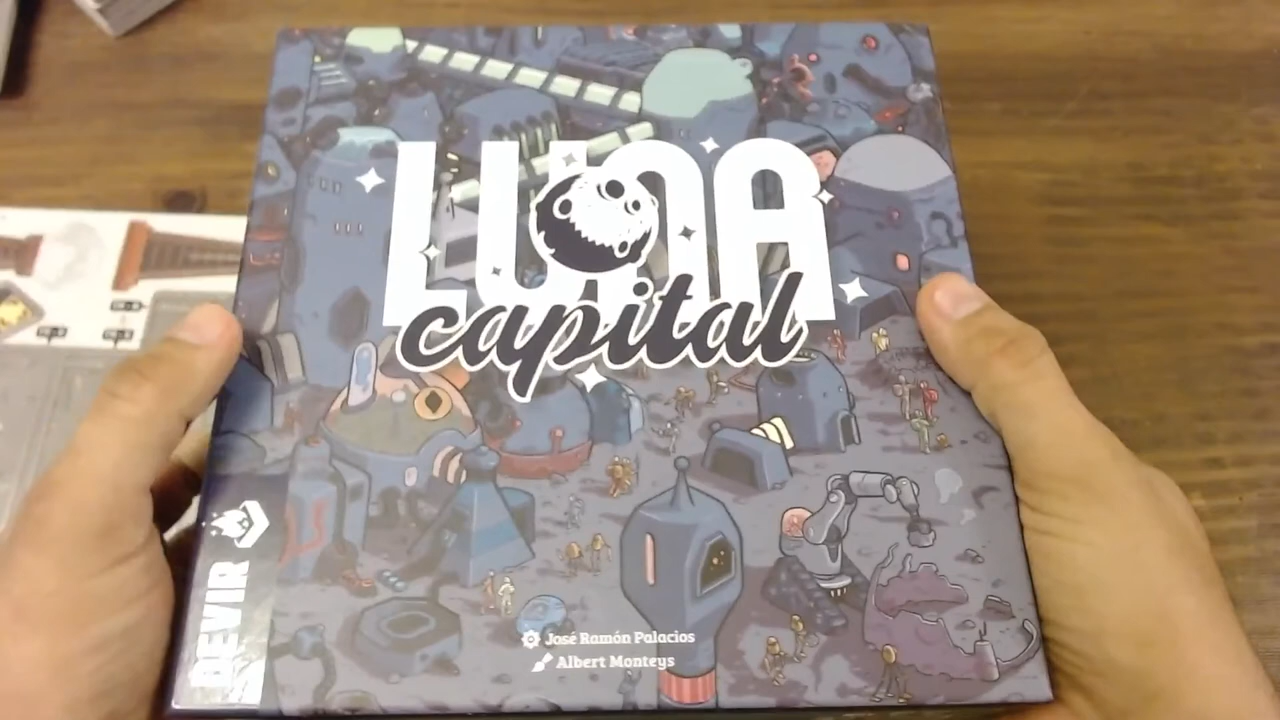 LUNA
capital
DEVIR
José Ramón Palacios
Albert Monteys